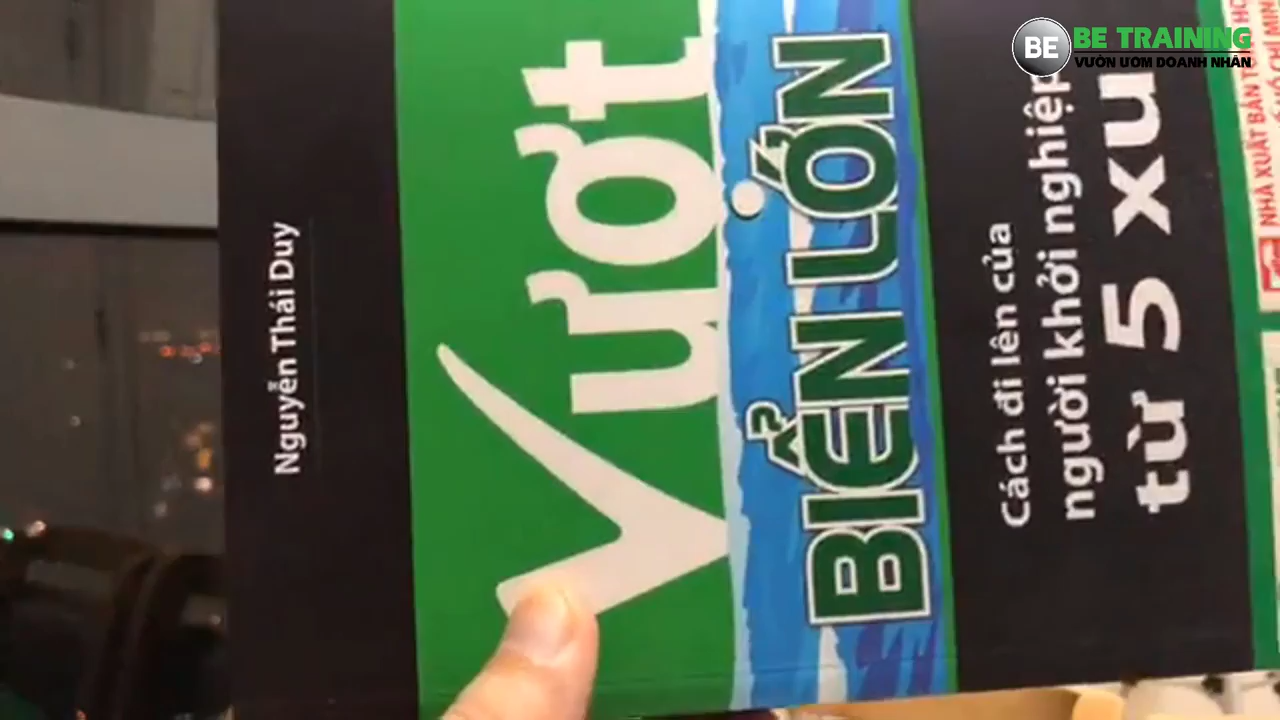 BE
BE TRAINING
VƯỜN ƯƠM DOANH NHÂN
Nguyễn Thái Duy
Vượt
BIỂN LỚN
Cách đi lên của
người khởi nghiệp
từ 5 xu
NHÀ XUẤT BẢN